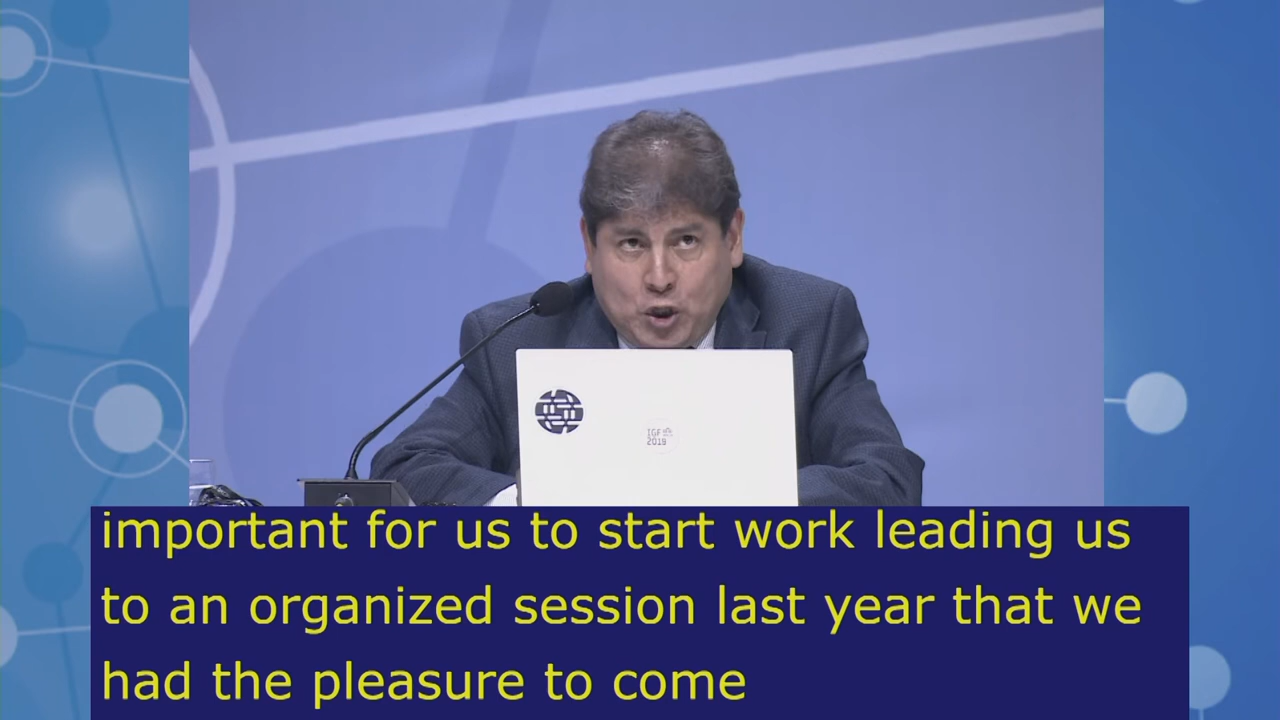 IGF
2019
important for us to start work leading us
to an organized session last year that we
had the pleasure to come